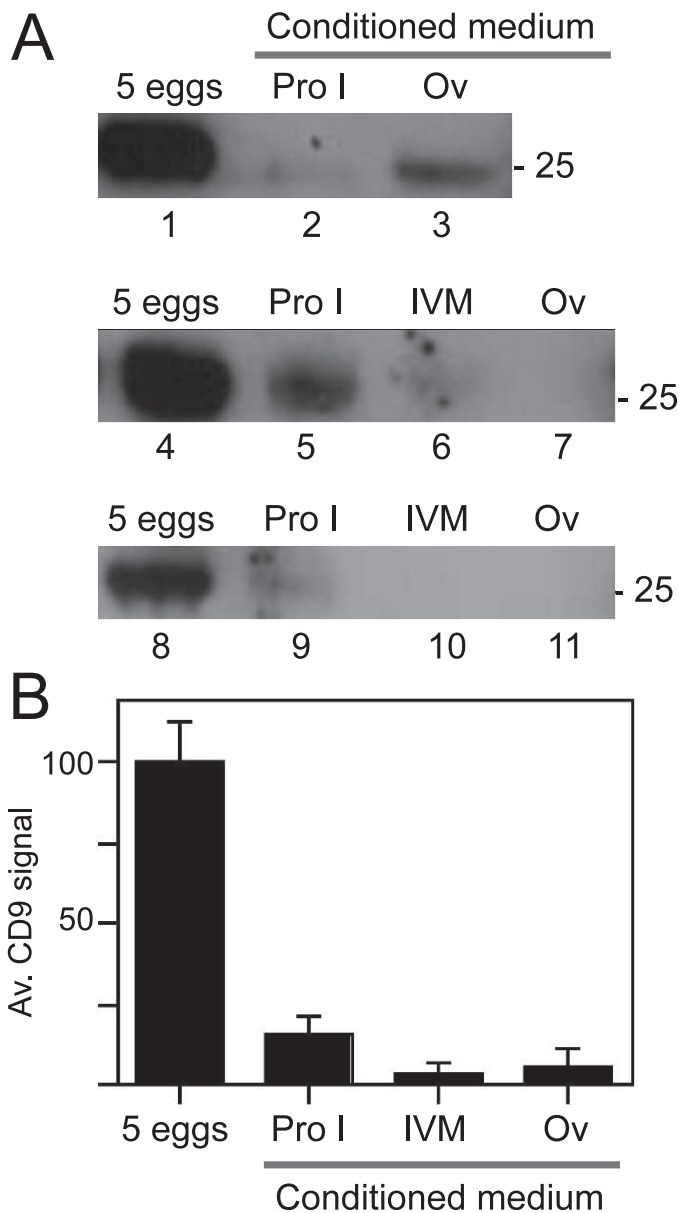 A
Conditioned medium
5 eggs Pro I Ov
- 25
1 2 3
5 eggs Pro I IVM Ov
- 25
4 5 6 7
5 eggs Pro I IVM Ov
- 25
8 9 10 11
B
100
50
Av. CD9 signal
5 eggs Pro I IVM Ov
Conditioned medium